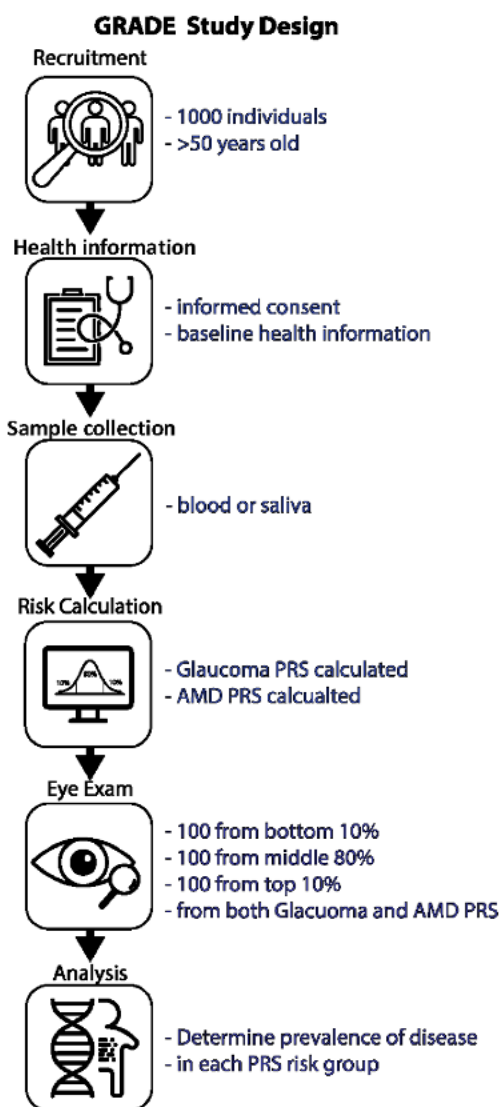 GRADE Study Design
Recruitment
- 1000 individuals
- >50 years old
Health information
- informed consent
- baseline health information
Sample collection
- blood or saliva
Risk Calculation
10% 80% 10%
- Glaucoma PRS calculated
- AMD PRS calcualted
Eye Exam
- 100 from bottom 10%
- 100 from middle 80%
- 100 from top 10%
- from both Glacuoma and AMD PRS
Analysis
- Determine prevalence of disease
- in each PRS risk group